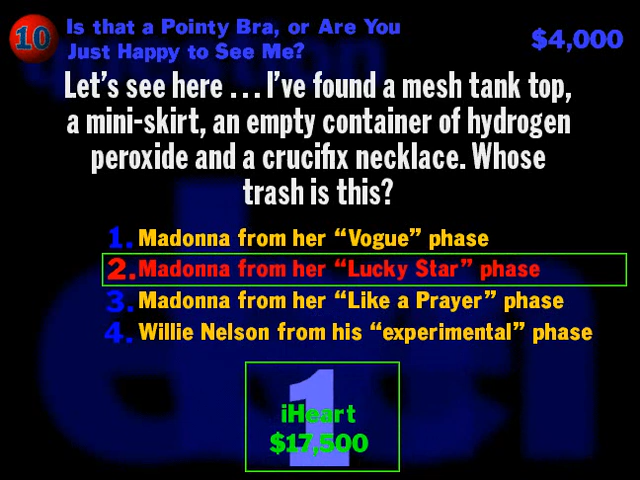 10
Is that a Pointy Bra, or Are You
Just Happy to See Me?
$4,000
Let's see here . . . I've found a mesh tank top,
a mini-skirt, an empty container of hydrogen
peroxide and a crucifix necklace. Whose
trash is this?
1. Madonna from her “Vogue” phase
2. Madonna from her “Lucky Star” phase
3. Madonna from her “Like a Prayer” phase
4. Willie Nelson from his “experimental” phase
1
iHeart
$17,500